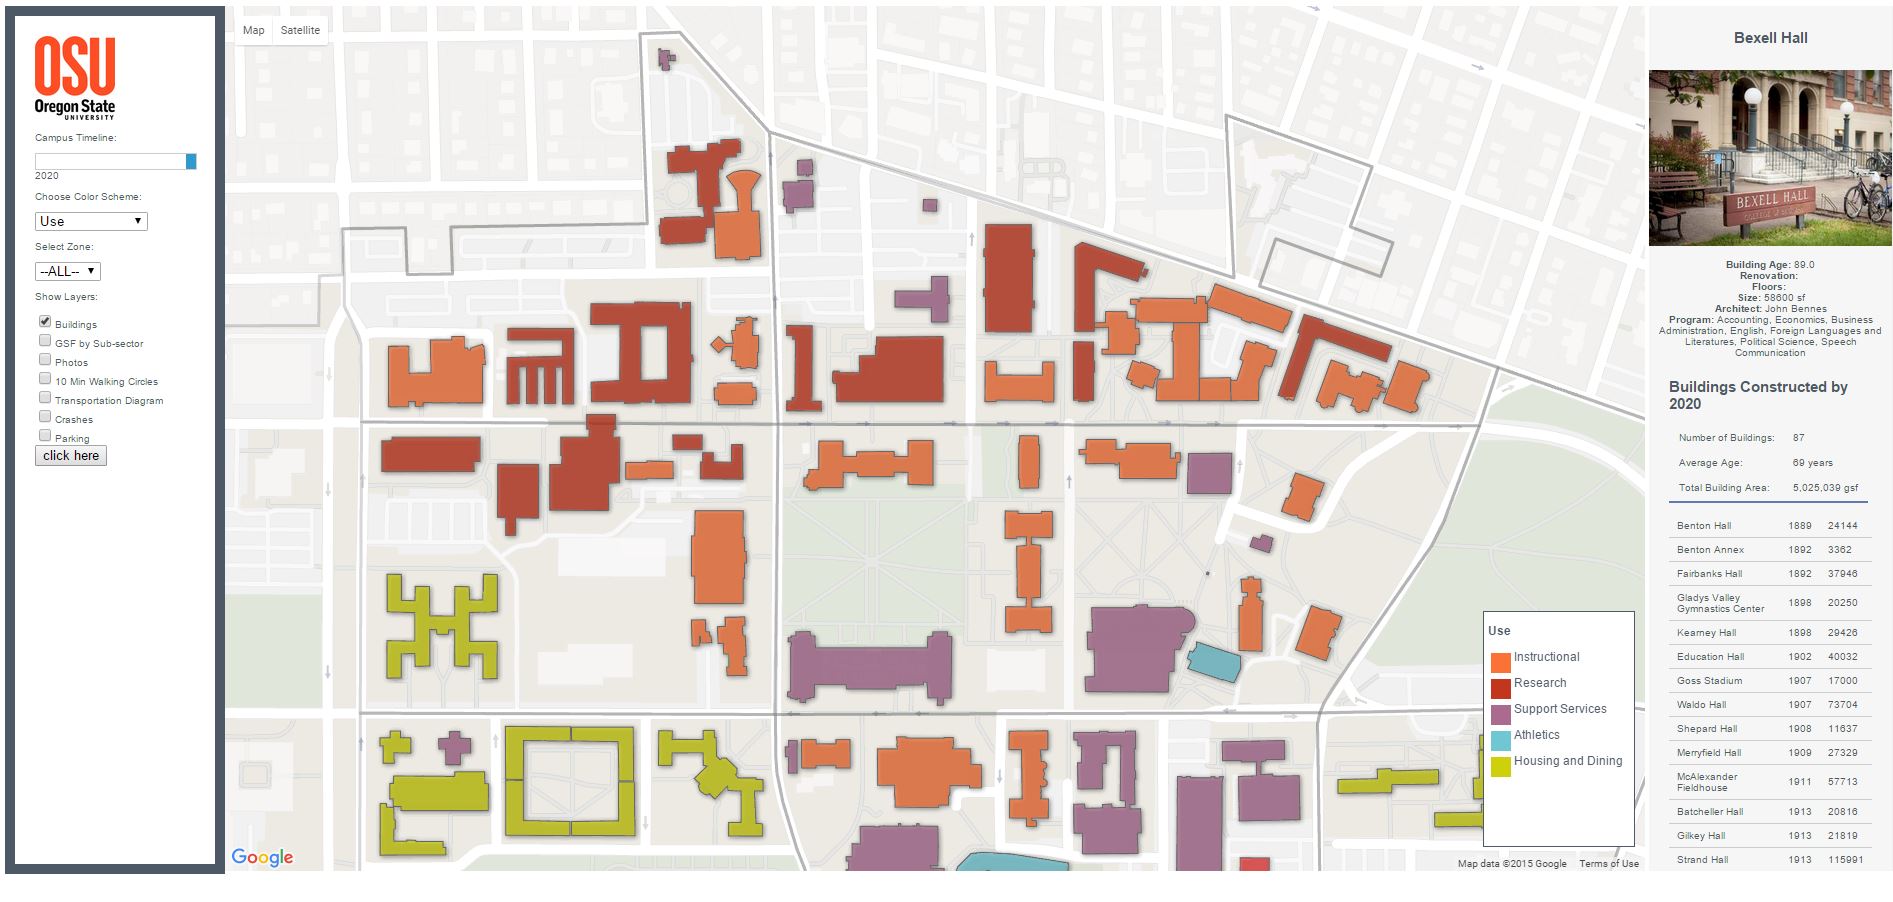 OSU
Oregon State
UNIVERSITY
Campus Timeline:
2020
Choose Color Scheme:
Use
Select Zone:
--ALL--
Show Layers:
Buildings
GSF by Sub-sector
Photos
10 Min Walking Circles
Transportation Diagram
Crashes
Parking
click here
Map Satellite
Use
Instructional
Research
Support Services
Athletics
Housing and Dining
Google
Map data ©2015 Google Terms of Use
Bexell Hall
BEXELL HALL
Building Age: 89.0
Renovation:
Floors:
Size: 58600 sf
Architect: John Bennes
Program: Accounting, Economics, Business
Administration, English, Foreign Languages and
Literatures, Political Science, Speech
Communication
Buildings Constructed by
2020
Number of Buildings: 87
Average Age: 69 years
Total Building Area: 5,025,039 gsf
Benton Hall 1889 24144
Benton Annex 1892 3362
Fairbanks Hall 1892 37946
Gladys Valley
Gymnastics Center 1898 20250
Kearney Hall 1898 29426
Education Hall 1902 40032
Goss Stadium 1907 17000
Waldo Hall 1907 73704
Shepard Hall 1908 11637
Merryfield Hall 1909 27329
McAlexander
Fieldhouse 1911 57713
Batcheller Hall 1913 20816
Gilkey Hall 1913 21819
Strand Hall 1913 115991